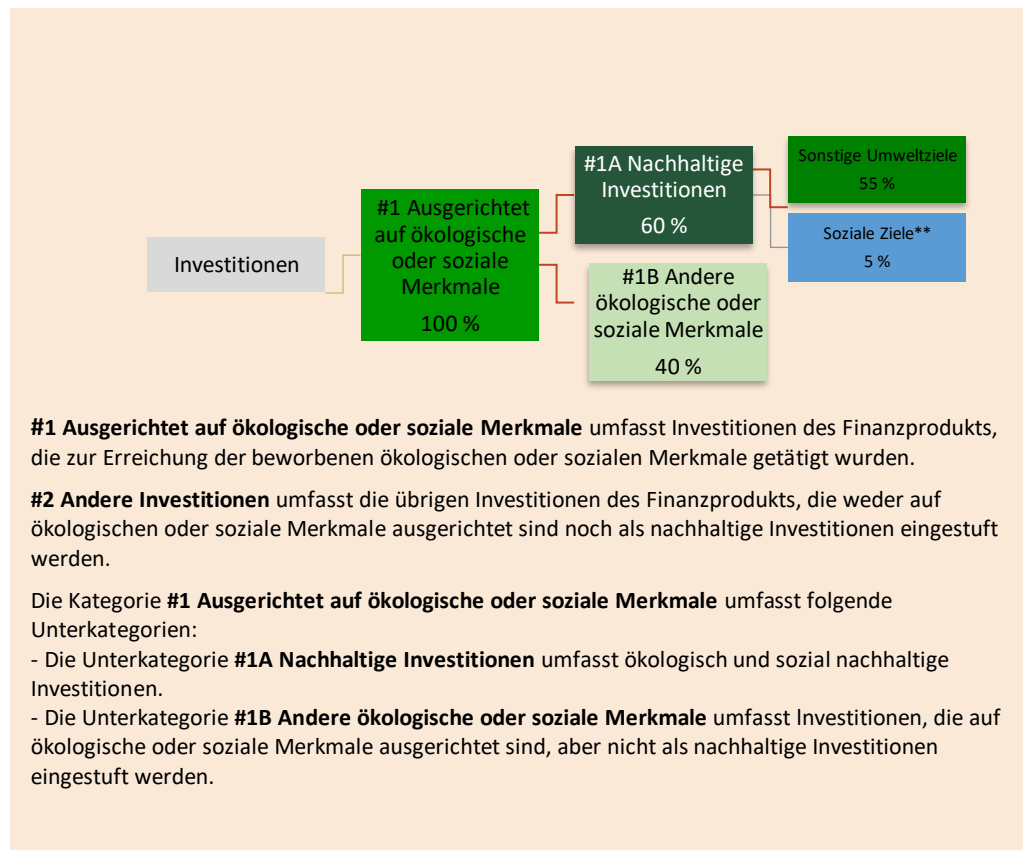 Investitionen
#1 Ausgerichtet
auf ökologische
oder soziale
Merkmale
100 %
#1A Nachhaltige
Investitionen
60 %
#1B Andere
ökologische oder
soziale Merkmale
40 %
Sonstige Umweltziele
55 %
Soziale Ziele**
5 %
#1 Ausgerichtet auf ökologische oder soziale Merkmale umfasst Investitionen des Finanzprodukts,
die zur Erreichung der beworbenen ökologischen oder sozialen Merkmale getätigt wurden.
#2 Andere Investitionen umfasst die übrigen Investitionen des Finanzprodukts, die weder auf
ökologischen oder soziale Merkmale ausgerichtet sind noch als nachhaltige Investitionen eingestuft
werden.
Die Kategorie #1 Ausgerichtet auf ökologische oder soziale Merkmale umfasst folgende
Unterkategorien:
- Die Unterkategorie #1A Nachhaltige Investitionen umfasst ökologisch und sozial nachhaltige
Investitionen.
- Die Unterkategorie #1B Andere ökologische oder soziale Merkmale umfasst Investitionen, die auf
ökologische oder soziale Merkmale ausgerichtet sind, aber nicht als nachhaltige Investitionen
eingestuft werden.